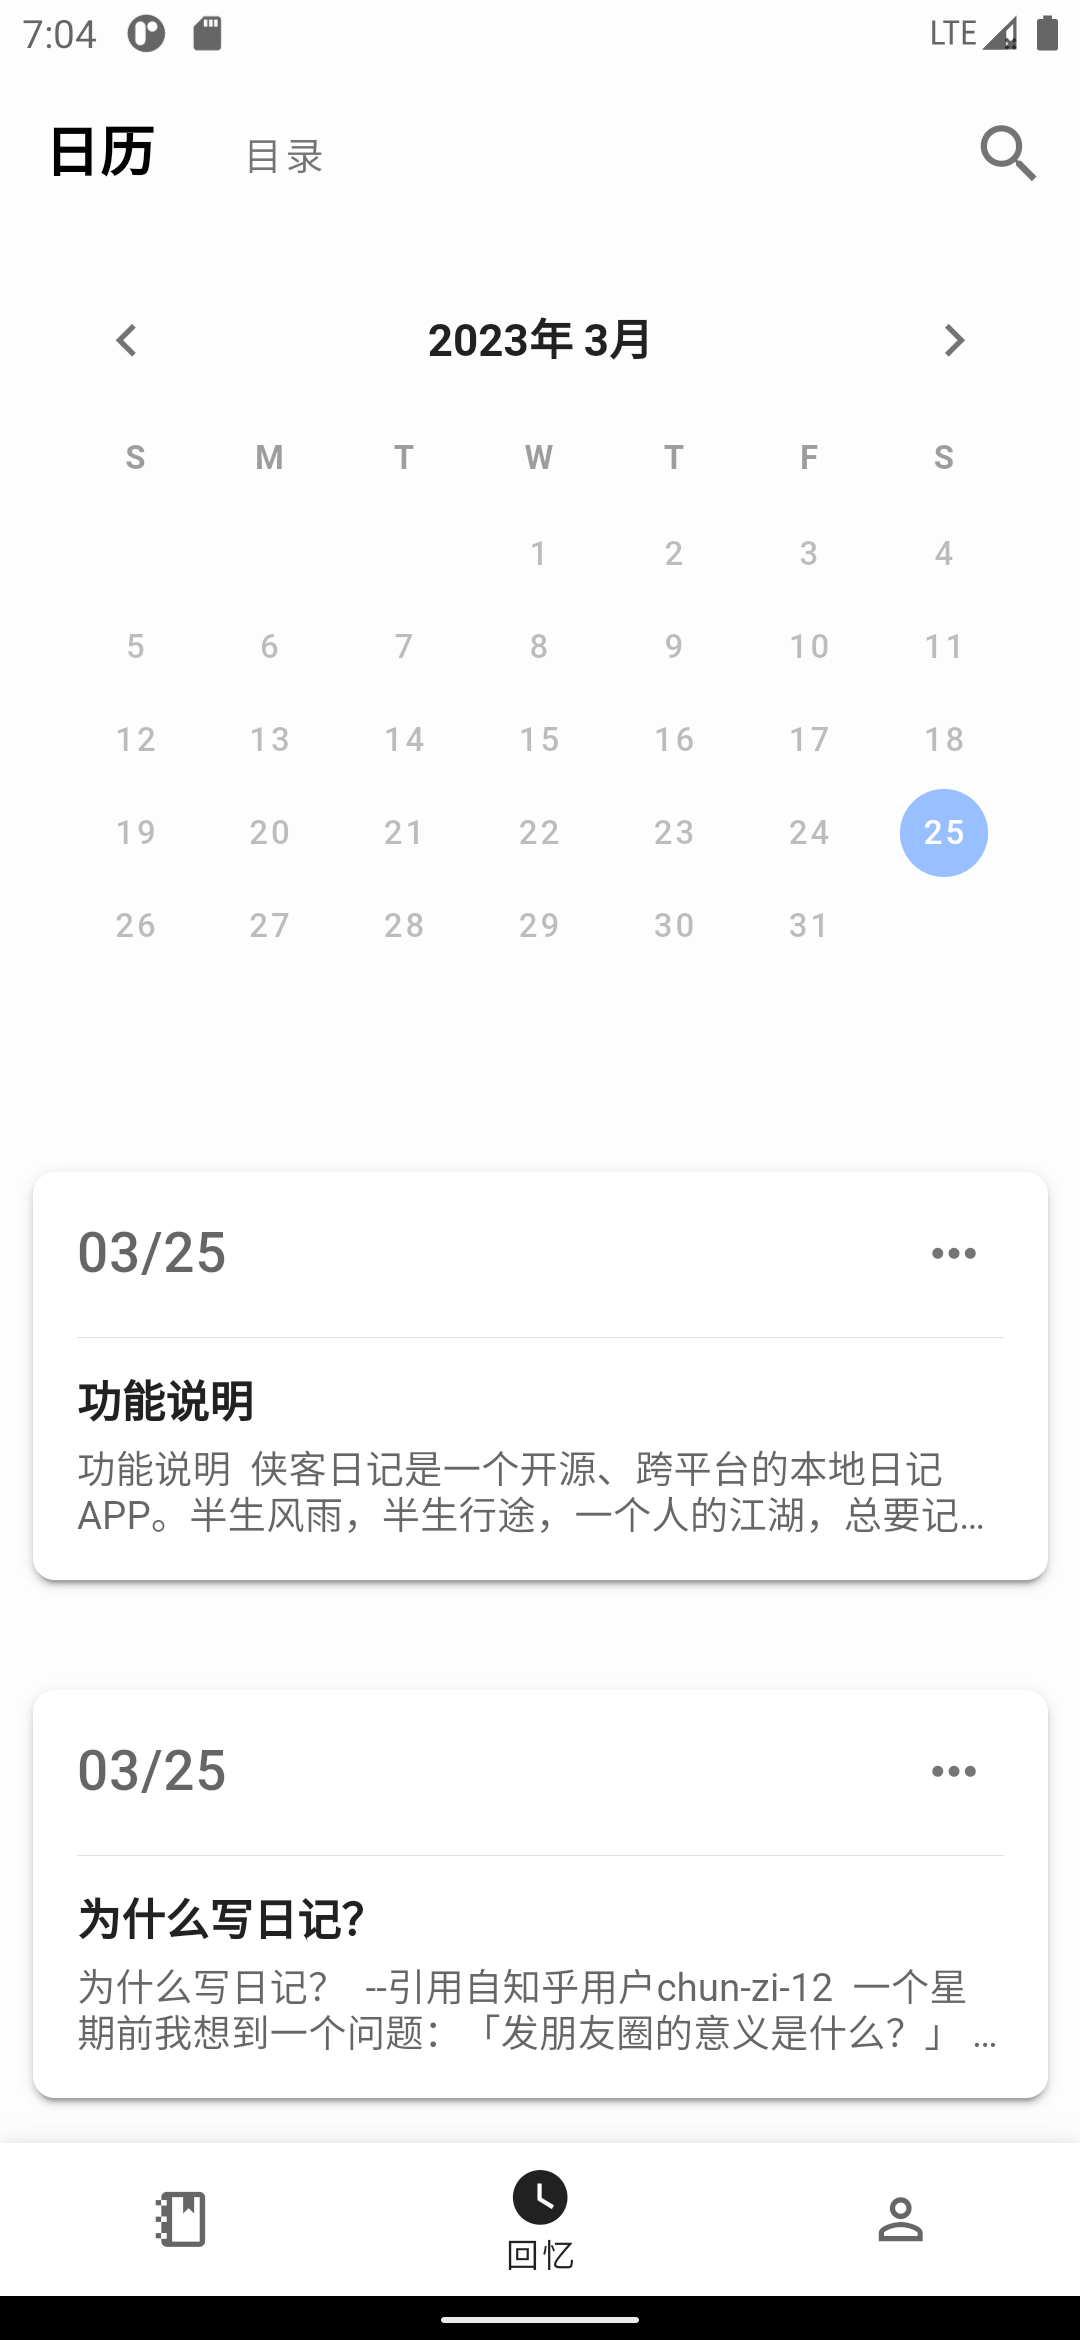 7:04 LTE
日历 目录
2023年 3月
S M T W T F S
1 2 3 4
5 6 7 8 9 10 11
12 13 14 15 16 17 18
19 20 21 22 23 24 25
26 27 28 29 30 31
03/25
功能说明
功能说明 侠客日记是一个开源、跨平台的本地日记
APP。半生风雨，半生行途，一个人的江湖，总要记…
03/25
为什么写日记?
为什么写日记？ --引用自知乎用户chun-zi-12 一个星
期前我想到一个问题：「发朋友圈的意义是什么？」 …
回忆